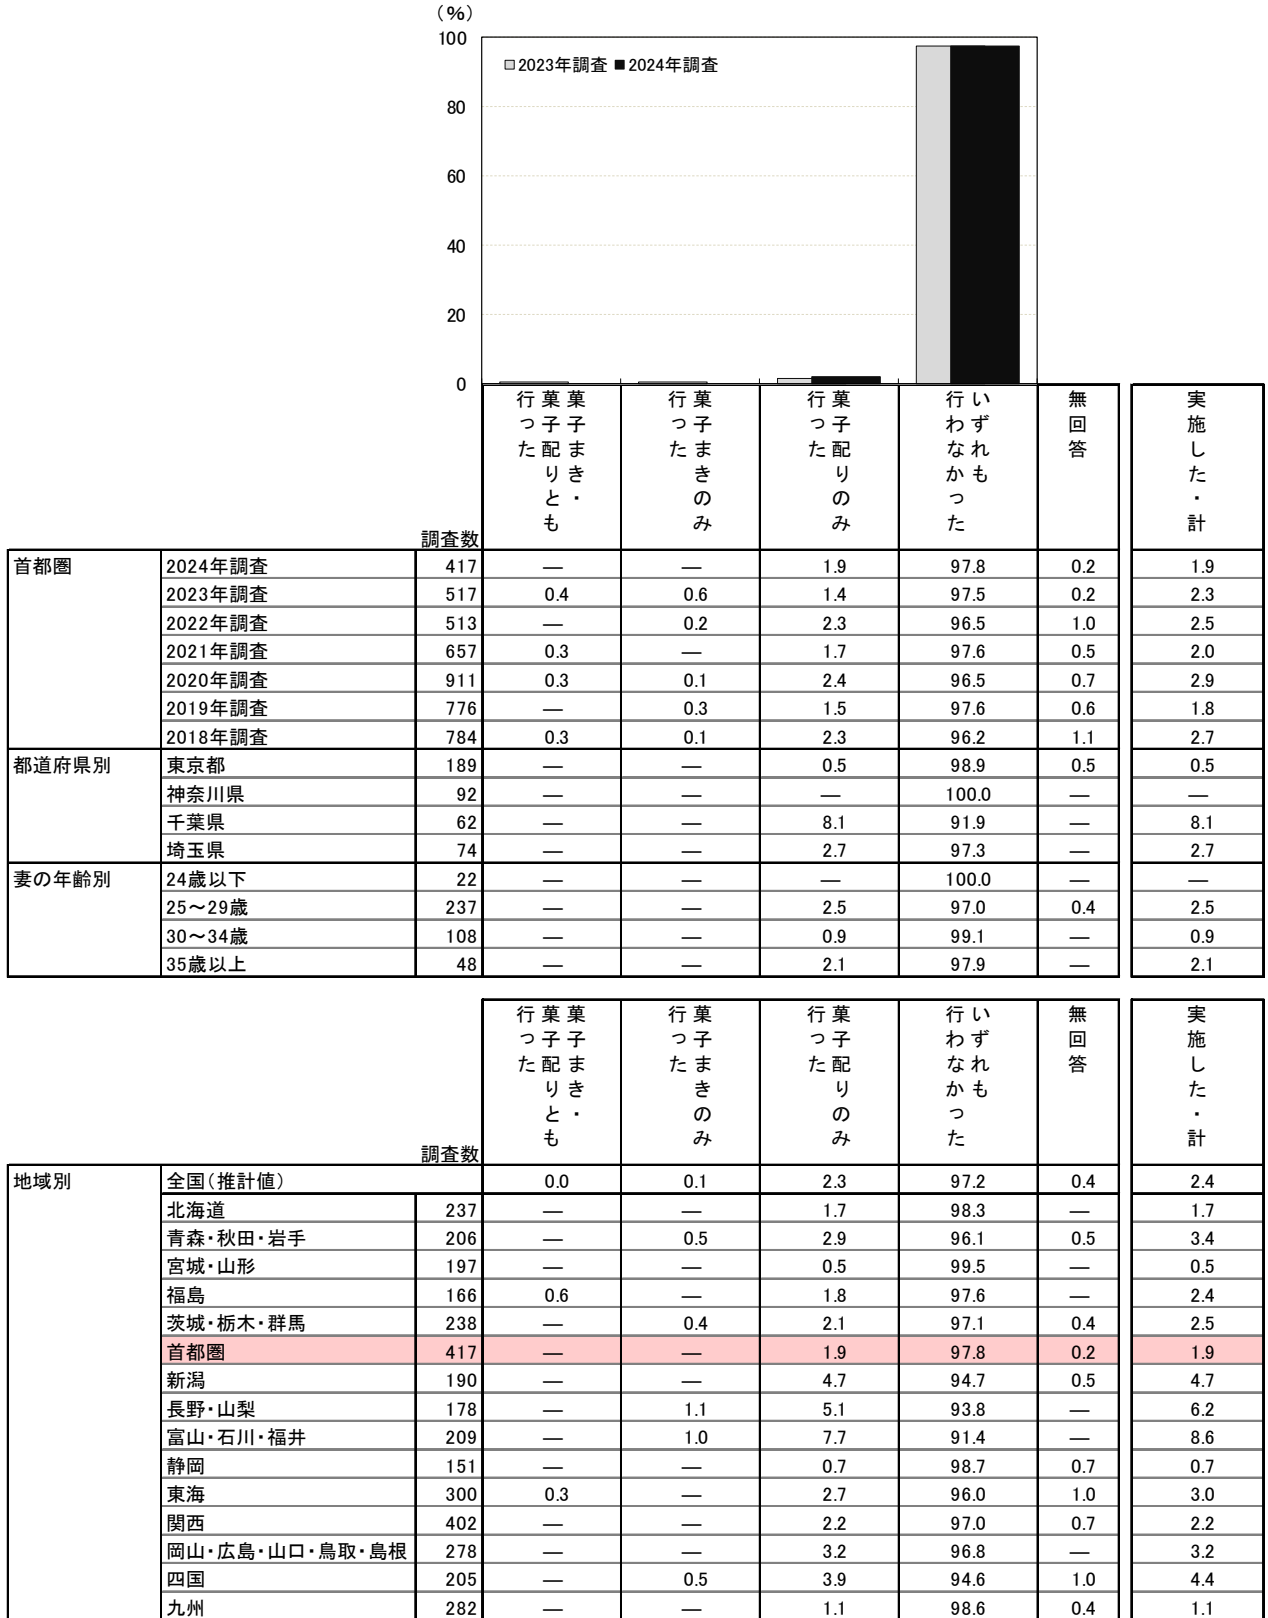 (%)
100
□2023年調査 ■2024年調査
80
60
40
20
0
調査数 菓子まき・菓子配りとも行った 菓子まきのみ行った 菓子配りのみ行った いずれも行わなかった 無回答 実施した・計
首都圏 2024年調査 417 — — 1.9 97.8 0.2 1.9
2023年調査 517 0.4 0.6 1.4 97.5 0.2 2.3
2022年調査 513 — 0.2 2.3 96.5 1.0 2.5
2021年調査 657 0.3 — 1.7 97.6 0.5 2.0
2020年調査 911 0.3 0.1 2.4 96.5 0.7 2.9
2019年調査 776 — 0.3 1.5 97.6 0.6 1.8
2018年調査 784 0.3 0.1 2.3 96.2 1.1 2.7
都道府県別 東京都 189 — — 0.5 98.9 0.5 0.5
神奈川県 92 — — — 100.0 — —
千葉県 62 — — 8.1 91.9 — 8.1
埼玉県 74 — — 2.7 97.3 — 2.7
妻の年齢別 24歳以下 22 — — — 100.0 — —
25～29歳 237 — — 2.5 97.0 0.4 2.5
30～34歳 108 — — 0.9 99.1 — 0.9
35歳以上 48 — — 2.1 97.9 — 2.1
調査数 菓子まき・菓子配りとも行った 菓子まきのみ行った 菓子配りのみ行った いずれも行わなかった 無回答 実施した・計
地域別 全国(推計値) 0.0 0.1 2.3 97.2 0.4 2.4
北海道 237 — — 1.7 98.3 — 1.7
青森・秋田・岩手 206 — 0.5 2.9 96.1 0.5 3.4
宮城・山形 197 — — 0.5 99.5 — 0.5
福島 166 0.6 — 1.8 97.6 — 2.4
茨城・栃木・群馬 238 — 0.4 2.1 97.1 0.4 2.5
首都圏 417 — — 1.9 97.8 0.2 1.9
新潟 190 — — 4.7 94.7 0.5 4.7
長野・山梨 178 — 1.1 5.1 93.8 — 6.2
富山・石川・福井 209 — 1.0 7.7 91.4 — 8.6
静岡 151 — — 0.7 98.7 0.7 0.7
東海 300 0.3 — 2.7 96.0 1.0 3.0
関西 402 — — 2.2 97.0 0.7 2.2
岡山・広島・山口・鳥取・島根 278 — — 3.2 96.8 — 3.2
四国 205 — 0.5 3.9 94.6 1.0 4.4
九州 282 — — 1.1 98.6 0.4 1.1